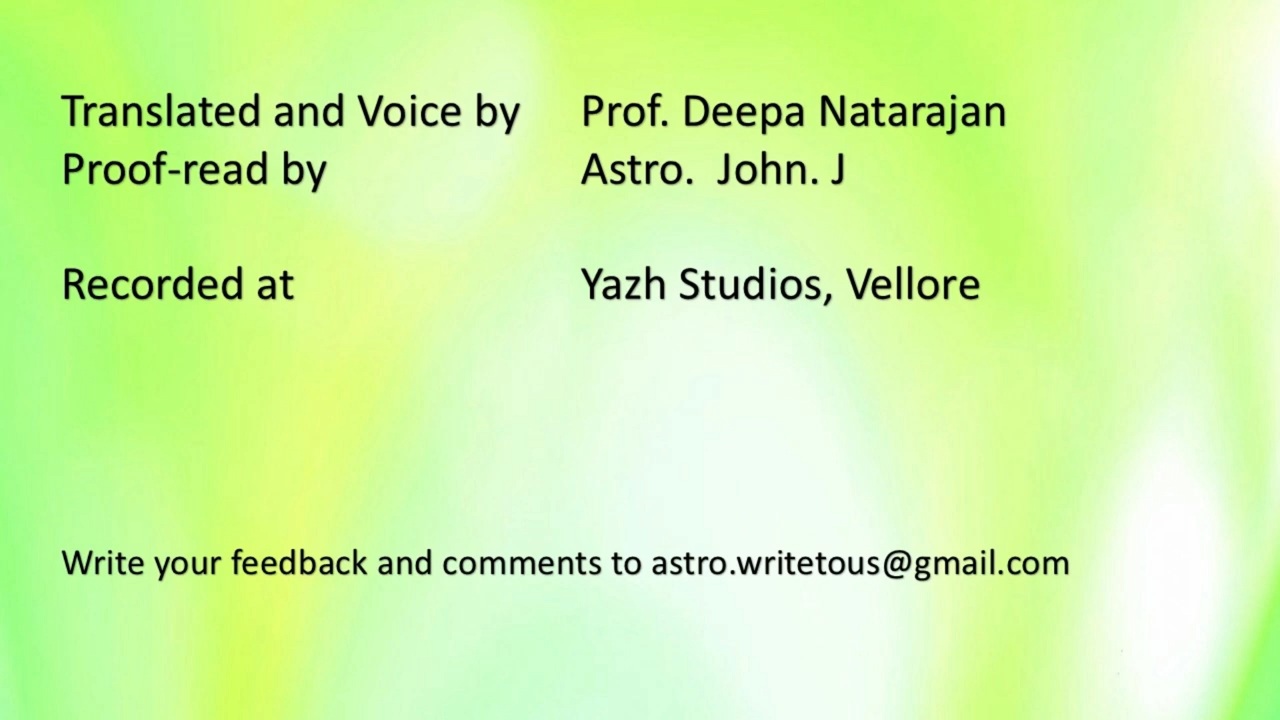 Translated and Voice by Prof. Deepa Natarajan
Proof-read by Astro. John. J
Recorded at Yazh Studios, Vellore
Write your feedback and comments to astro.writetous@gmail.com